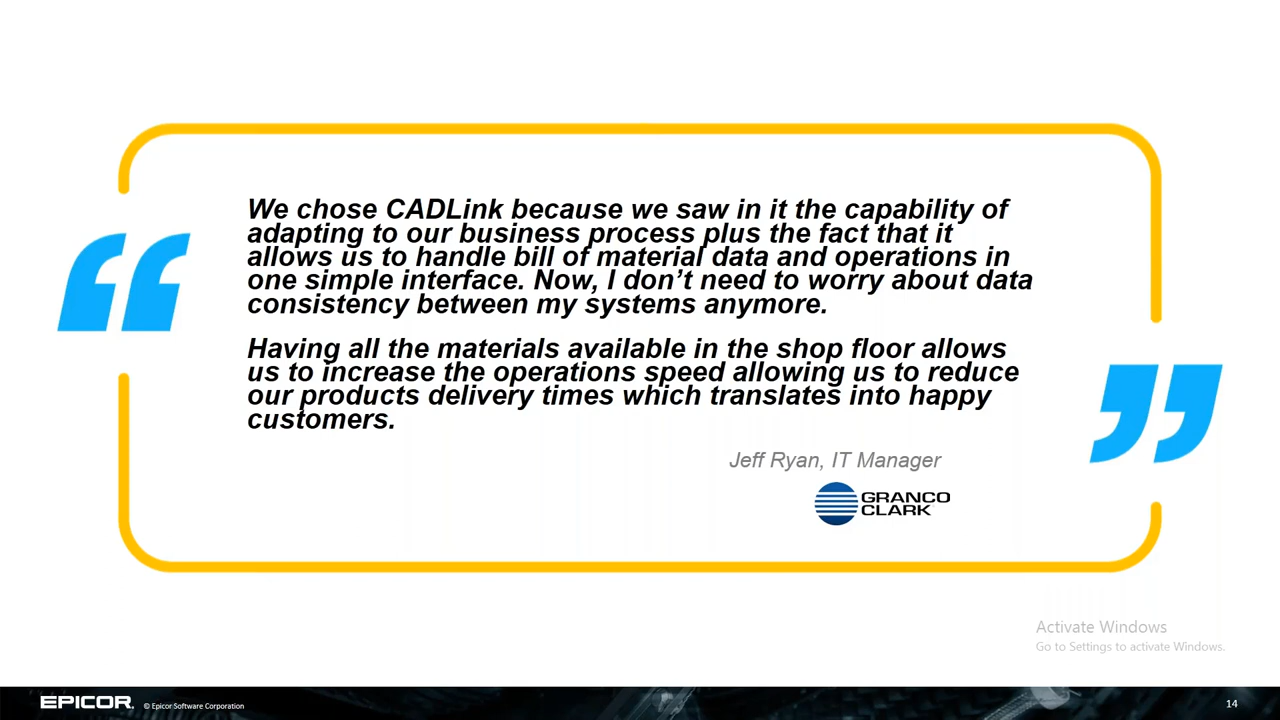 We chose CADLink because we saw in it the capability of
adapting to our business process plus the fact that it
allows us to handle bill of material data and operations in
one simple interface. Now, I don’t need to worry about data
consistency between my systems anymore.
Having all the materials available in the shop floor allows
us to increase the operations speed allowing us to reduce
our products delivery times which translates into happy
customers.
Jeff Ryan, IT Manager
GRANCO
CLARK
Activate Windows
Go to Settings to activate Windows.
EPICOR. © Epicor Software Corporation 14